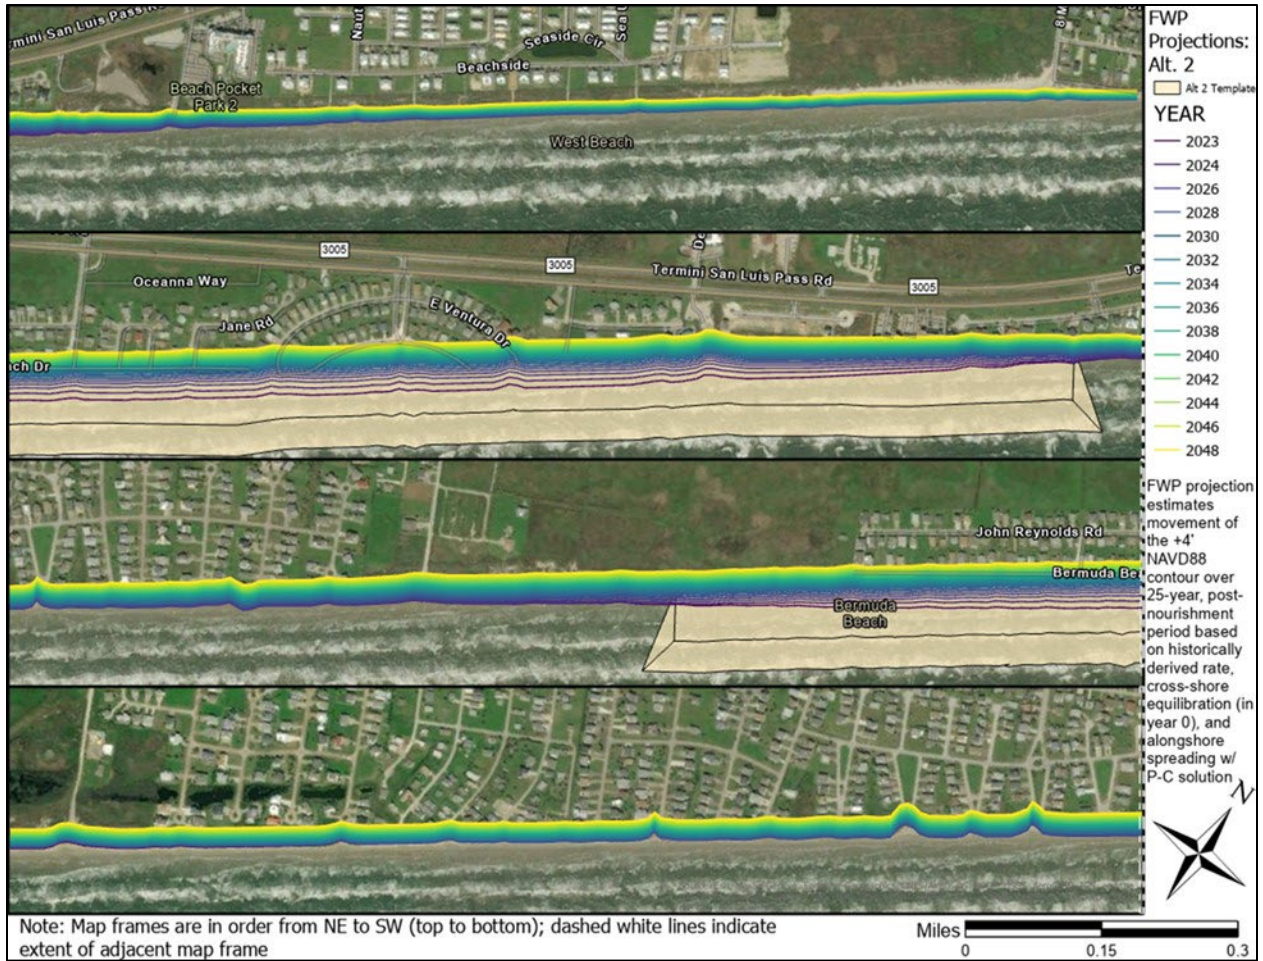 rmini San Luis Pass R
Naut
Seaside Cir
Sea L
8 M
Beachside
Beach Pocket
Park 2
West Beach
3005
3005
De
Termini San Luis Pass Rd
Te
Oceanna Way
3005
E Ventura Dr
Jane Rd
ach Dr
John Reynolds Rd
Bermuda Be
Bermuda
Beach
FWP
Projections:
Alt. 2
Alt 2 Template
YEAR
2023
2024
2026
2028
2030
2032
2034
2036
2038
2040
2042
2044
2046
2048
FWP projection
estimates
movement of
the +4'
NAVD88
contour over
25-year, post-
nourishment
period based
on historically
derived rate,
cross-shore
equilibration (in
year 0), and
alongshore
spreading w/
P-C solution
N
Note: Map frames are in order from NE to SW (top to bottom); dashed white lines indicate
extent of adjacent map frame
Miles
0 0.15 0.3